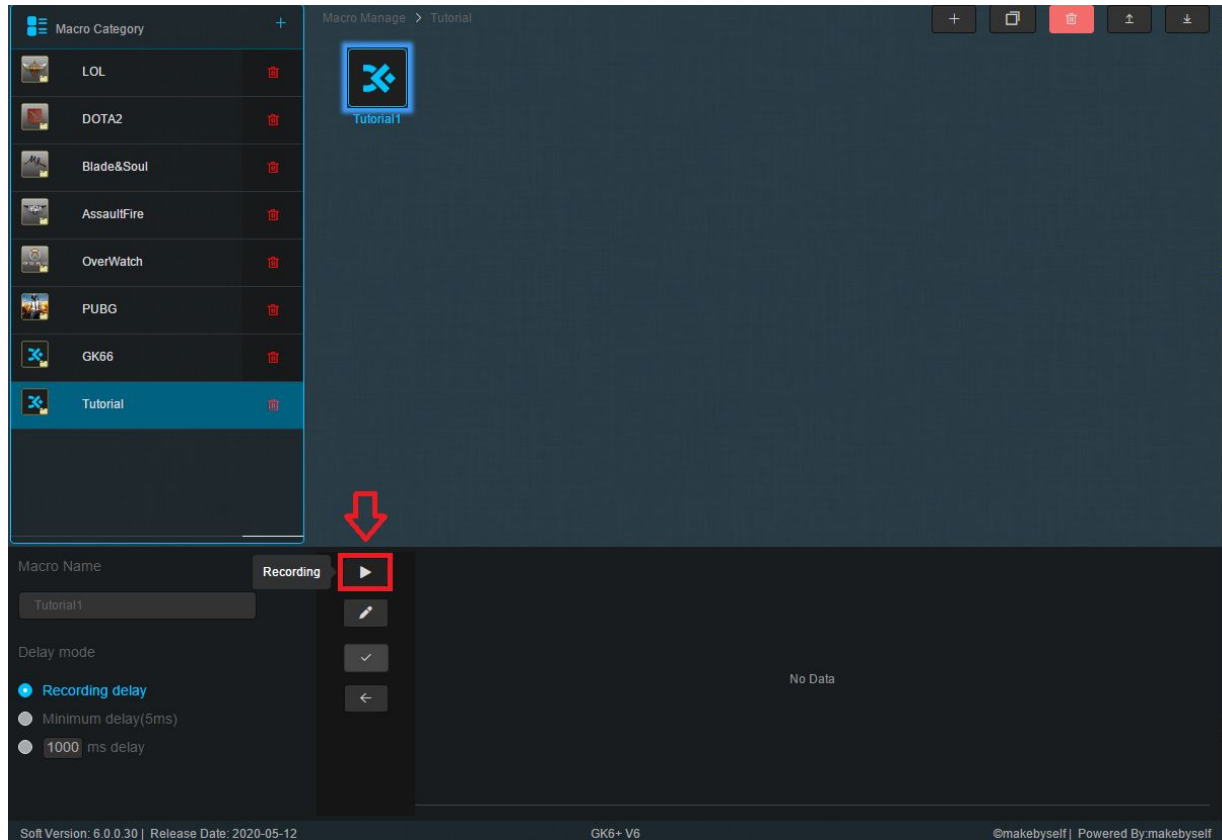 Macro Category +
Macro Manage > Tutorial
LOL
DOTA2
Blade&Soul
AssaultFire
OverWatch
PUBG
GK66
Tutorial
Tutorial1
Macro Name
Tutorial1
Recording
Delay mode
Recording delay
Minimum delay(5ms)
1000 ms delay
No Data
Soft Version: 6.0.0.30 | Release Date: 2020-05-12
GK6+ V6
©makebyself | Powered By:makebyself